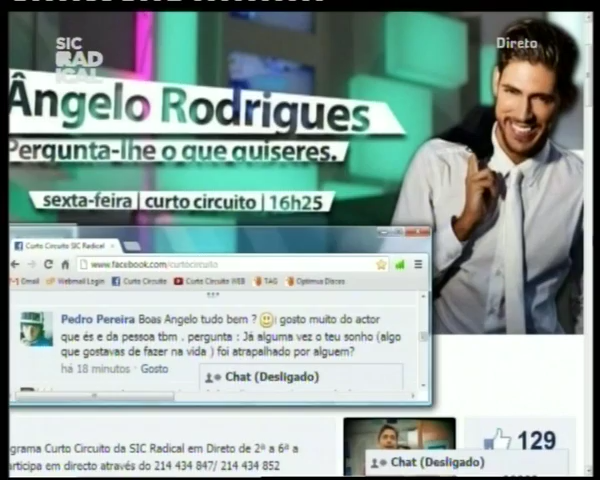 SIC
RAD
ICAL
Direto
Ângelo Rodrigues
Pergunta-lhe o que quiseres.
sexta-feira | curto circuito | 16h25
Curto Circuito SIC Radical
www.facebook.com/curtocircuito
Gmail Webmail Login Curto Circuito Curto Circuito WEB TAG Optimus Discos
Pedro Pereira Boas Angelo tudo bem ? i gosto muito do actor
que és e da pessoa tbm . pergunta : Já alguma vez o teu sonho (algo
que gostavas de fazer na vida ) foi atrapalhado por alguem?
há 18 minutos · Gosto
Chat (Desligado)
129
grama Curto Circuito da SIC Radical em Direto de 2ª a 6ª a
articipa em directo através do 214 434 847/ 214 434 852
Chat (Desligado)